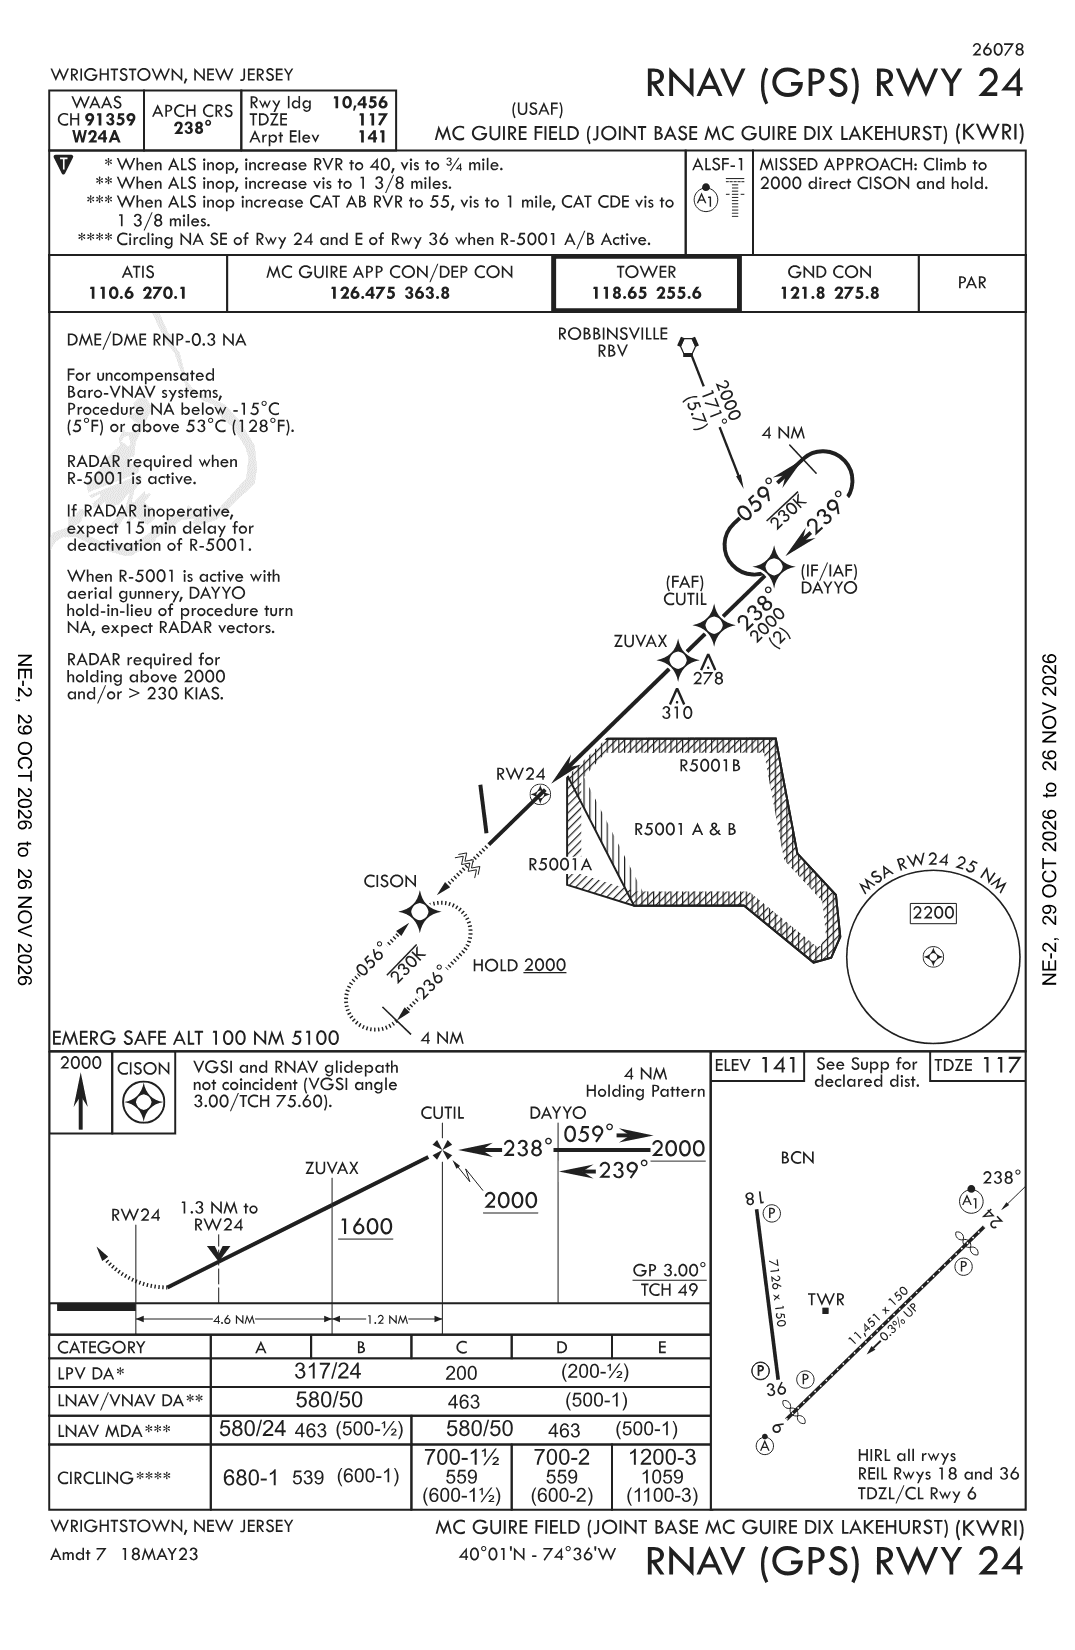 26078
WRIGHTSTOWN, NEW JERSEY
RNAV (GPS) RWY 24
(USAF)
MC GUIRE FIELD (JOINT BASE MC GUIRE DIX LAKEHURST) (KWRI)
WAAS
CH 91359
W24A
APCH CRS
238°
Rwy ldg 10,456
TDZE 117
Arpt Elev 141
T
* When ALS inop, increase RVR to 40, vis to ¾ mile.
** When ALS inop, increase vis to 1 3/8 miles.
*** When ALS inop increase CAT AB RVR to 55, vis to 1 mile, CAT CDE vis to
1 3/8 miles.
**** Circling NA SE of Rwy 24 and E of Rwy 36 when R-5001 A/B Active.
ALSF-1
A1
MISSED APPROACH: Climb to
2000 direct CISON and hold.
ATIS
110.6 270.1
MC GUIRE APP CON/DEP CON
126.475 363.8
TOWER
118.65 255.6
GND CON
121.8 275.8
PAR
DME/DME RNP-0.3 NA
For uncompensated
Baro-VNAV systems,
Procedure NA below -15°C
(5°F) or above 53°C (128°F).
RADAR required when
R-5001 is active.
If RADAR inoperative,
expect 15 min delay for
deactivation of R-5001.
When R-5001 is active with
aerial gunnery, DAYYO
hold-in-lieu of procedure turn
NA, expect RADAR vectors.
RADAR required for
holding above 2000
and/or > 230 KIAS.
ROBBINSVILLE
RBV
2000
171°
(5.7)
4 NM
059°
230K
239°
(IF/IAF)
DAYYO
(FAF)
CUTIL
238°
2000
(2)
ZUVAX
278
310
RW24
R5001B
R5001 A & B
R5001A
CISON
056°
230K
236°
HOLD 2000
4 NM
MSA RW24 25 NM
2200
EMERG SAFE ALT 100 NM 5100
NE-2, 29 OCT 2026 to 26 NOV 2026
NE-2, 29 OCT 2026 to 26 NOV 2026
2000
CISON
VGSI and RNAV glidepath
not coincident (VGSI angle
3.00/TCH 75.60).
4 NM
Holding Pattern
CUTIL
DAYYO
238°
059°
2000
239°
2000
ZUVAX
1600
1.3 NM to
RW24
RW24
GP 3.00°
TCH 49
4.6 NM
1.2 NM
ELEV 141
See Supp for
declared dist.
TDZE 117
BCN
238°
A1
24
18
P
P
7126 x 150
TWR
11,451 x 150
0.3% UP
P
P
36
6
A
HIRL all rwys
REIL Rwys 18 and 36
TDZL/CL Rwy 6
CATEGORY A B C D E
LPV DA* 317/24 200 (200-½)
LNAV/VNAV DA** 580/50 463 (500-1)
LNAV MDA*** 580/24 463 (500-½) 580/50 463 (500-1)
CIRCLING**** 680-1 539 (600-1)
700-1½
559
(600-1½)
700-2
559
(600-2)
1200-3
1059
(1100-3)
WRIGHTSTOWN, NEW JERSEY
MC GUIRE FIELD (JOINT BASE MC GUIRE DIX LAKEHURST) (KWRI)
Amdt 7 18MAY23
40°01'N - 74°36'W
RNAV (GPS) RWY 24